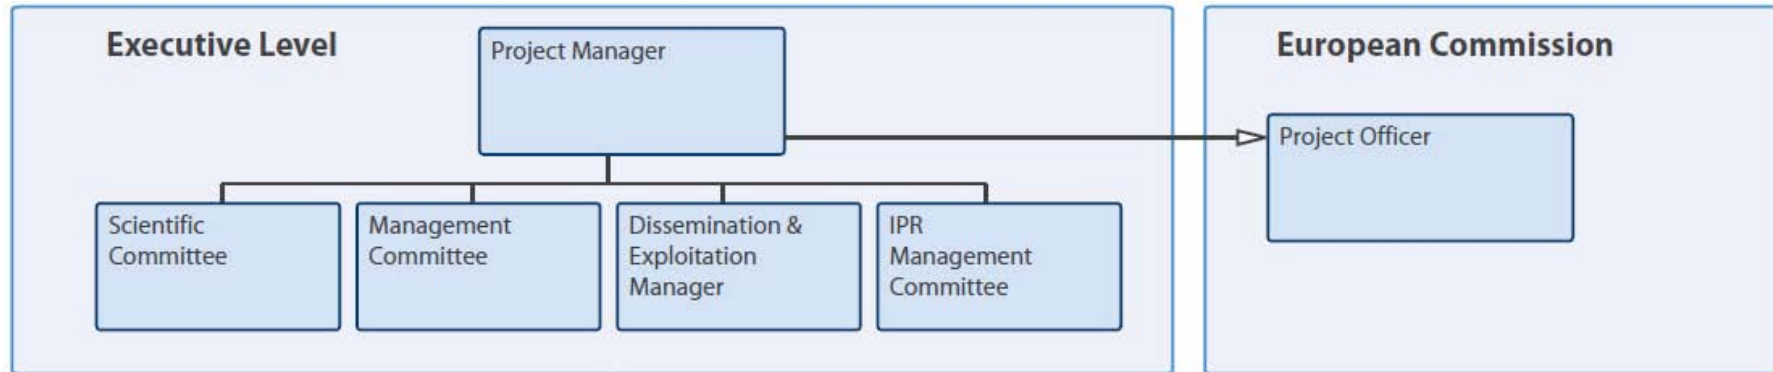 Executive Level
Project Manager
European Commission
Project Officer
Scientific
Committee
Management
Committee
Dissemination &
Exploitation
Manager
IPR
Management
Committee